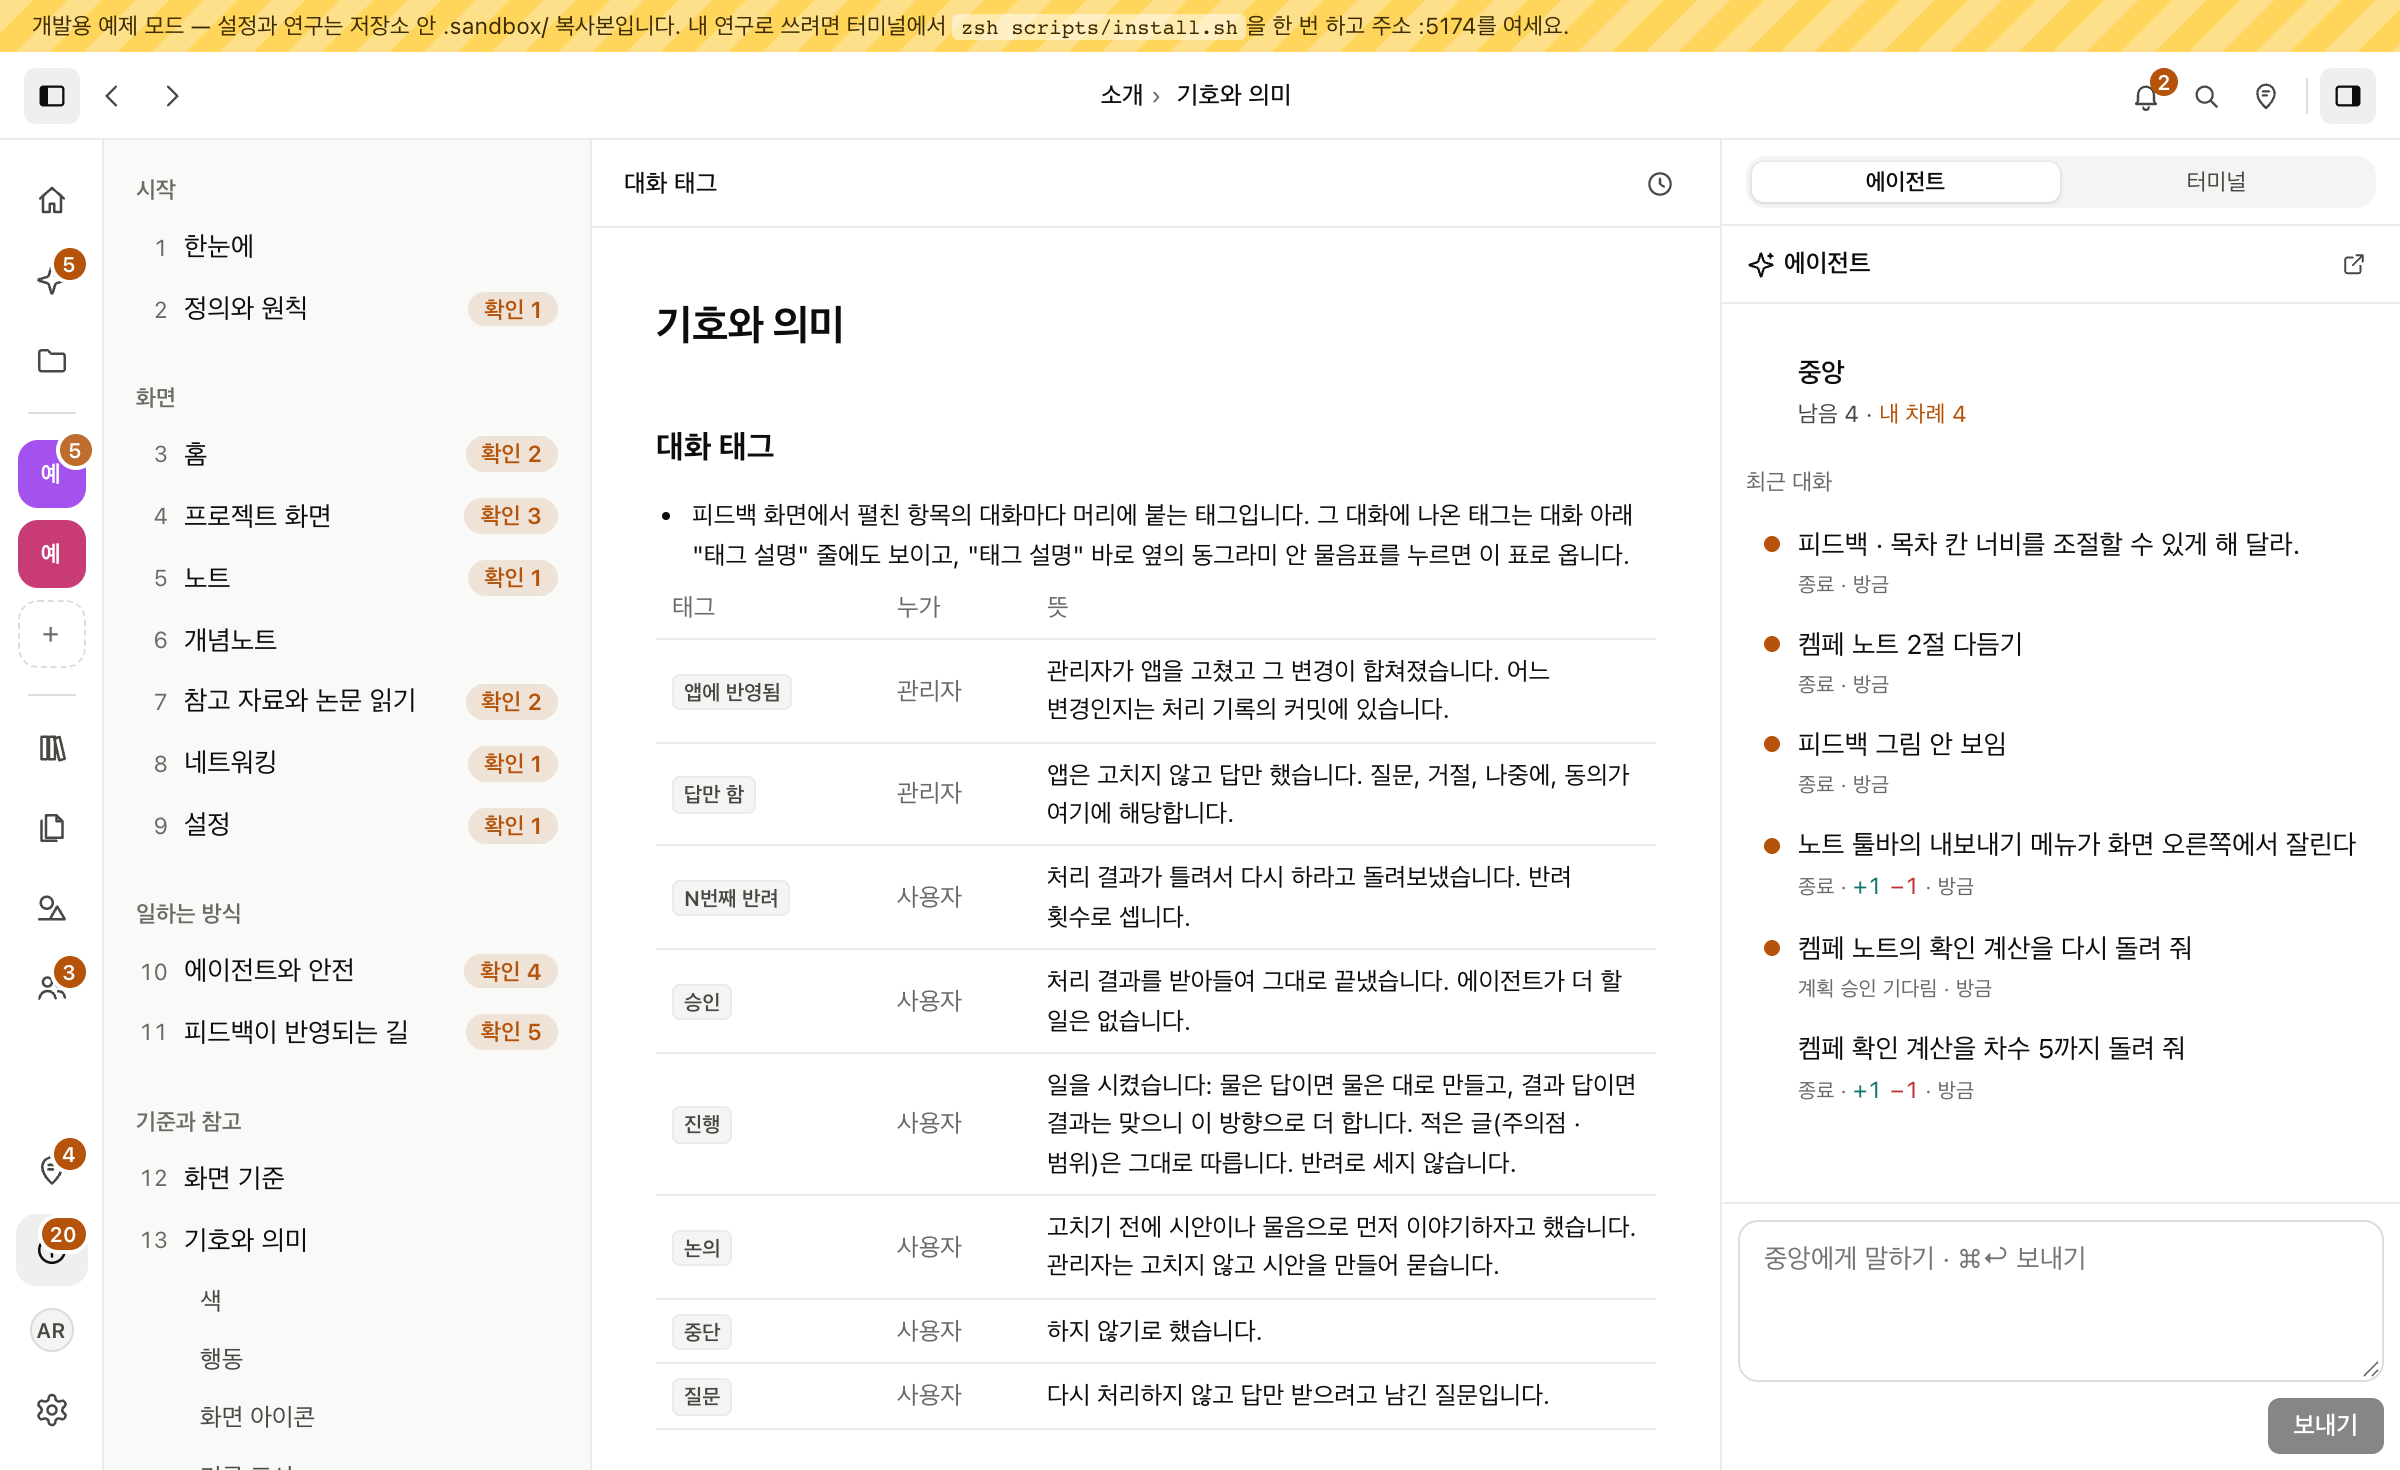 개발용 예제 모드 — 설정과 연구는 저장소 안 .sandbox/ 복사본입니다. 내 연구로 쓰려면 터미널에서 zsh scripts/install.sh 을 한 번 하고 주소 :5174를 여세요.
소개 › 기호와 의미
2
5
5
예
예
+
3
4
20
AR
시작
1 한눈에
2 정의와 원칙 확인 1
화면
3 홈 확인 2
4 프로젝트 화면 확인 3
5 노트 확인 1
6 개념노트
7 참고 자료와 논문 읽기 확인 2
8 네트워킹 확인 1
9 설정 확인 1
일하는 방식
10 에이전트와 안전 확인 4
11 피드백이 반영되는 길 확인 5
기준과 참고
12 화면 기준
13 기호와 의미
색
행동
화면 아이콘
대화 태그
기호와 의미
대화 태그
• 피드백 화면에서 펼친 항목의 대화마다 머리에 붙는 태그입니다. 그 대화에 나온 태그는 대화 아래
"태그 설명" 줄에도 보이고, "태그 설명" 바로 옆의 동그라미 안 물음표를 누르면 이 표로 옵니다.
태그 누가 뜻
앱에 반영됨 관리자 관리자가 앱을 고쳤고 그 변경이 합쳐졌습니다. 어느
변경인지는 처리 기록의 커밋에 있습니다.
답만 함 관리자 앱은 고치지 않고 답만 했습니다. 질문, 거절, 나중에, 동의가
여기에 해당합니다.
N번째 반려 사용자 처리 결과가 틀려서 다시 하라고 돌려보냈습니다. 반려
횟수로 셉니다.
승인 사용자 처리 결과를 받아들여 그대로 끝냈습니다. 에이전트가 더 할
일은 없습니다.
진행 사용자 일을 시켰습니다: 물은 답이면 물은 대로 만들고, 결과 답이면
결과는 맞으니 이 방향으로 더 합니다. 적은 글(주의점 ·
범위)은 그대로 따릅니다. 반려로 세지 않습니다.
논의 사용자 고치기 전에 시안이나 물음으로 먼저 이야기하자고 했습니다.
관리자는 고치지 않고 시안을 만들어 묻습니다.
중단 사용자 하지 않기로 했습니다.
질문 사용자 다시 처리하지 않고 답만 받으려고 남긴 질문입니다.
에이전트 터미널
에이전트
중앙
남음 4 · 내 차례 4
최근 대화
피드백 · 목차 칸 너비를 조절할 수 있게 해 달라.
종료 · 방금
켐페 노트 2절 다듬기
종료 · 방금
피드백 그림 안 보임
종료 · 방금
노트 툴바의 내보내기 메뉴가 화면 오른쪽에서 잘린다
종료 · +1 −1 · 방금
켐페 노트의 확인 계산을 다시 돌려 줘
계획 승인 기다림 · 방금
켐페 확인 계산을 차수 5까지 돌려 줘
종료 · +1 −1 · 방금
중앙에게 말하기 · ⌘↩ 보내기
보내기